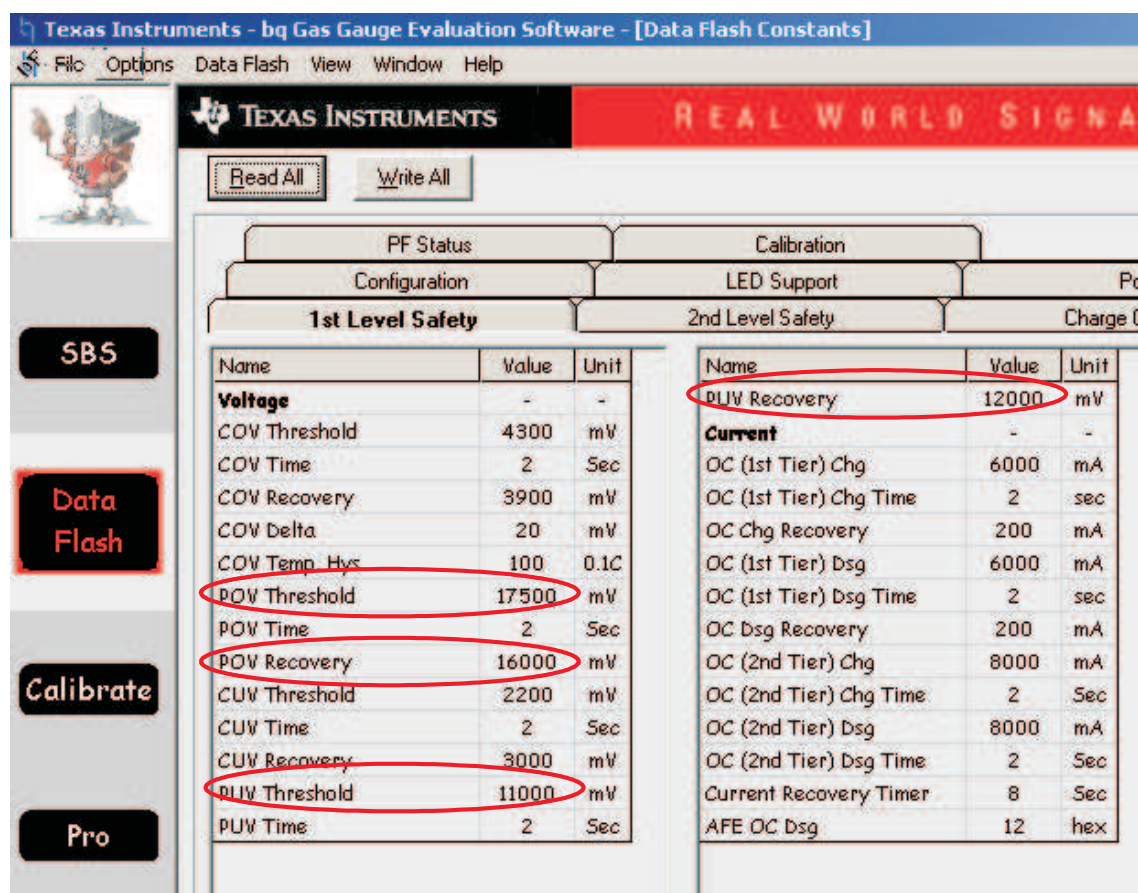 Texas Instruments - bq Gas Gauge Evaluation Software - [Data Flash Constants]
File Options Data Flash View Window Help
TEXAS INSTRUMENTS REAL WORLD SIGNA
Read All Write All
PF Status Calibration
Configuration LED Support Po
1st Level Safety 2nd Level Safety Charge C
SBS
Data
Flash
Calibrate
Pro
Name Value Unit
Voltage - -
COV Threshold 4300 mV
COV Time 2 Sec
COV Recovery 3900 mV
COV Delta 20 mV
COV Temp. Hys 100 0.1C
POV Threshold 17500 mV
POV Time 2 Sec
POV Recovery 16000 mV
CUV Threshold 2200 mV
CUV Time 2 Sec
CUV Recovery 3000 mV
PUV Threshold 11000 mV
PUV Time 2 Sec
Name Value Unit
PUV Recovery 12000 mV
Current - -
OC (1st Tier) Chg 6000 mA
OC (1st Tier) Chg Time 2 sec
OC Chg Recovery 200 mA
OC (1st Tier) Dsg 6000 mA
OC (1st Tier) Dsg Time 2 sec
OC Dsg Recovery 200 mA
OC (2nd Tier) Chg 8000 mA
OC (2nd Tier) Chg Time 2 Sec
OC (2nd Tier) Dsg 8000 mA
OC (2nd Tier) Dsg Time 2 Sec
Current Recovery Timer 8 Sec
AFE OC Dsg 12 hex